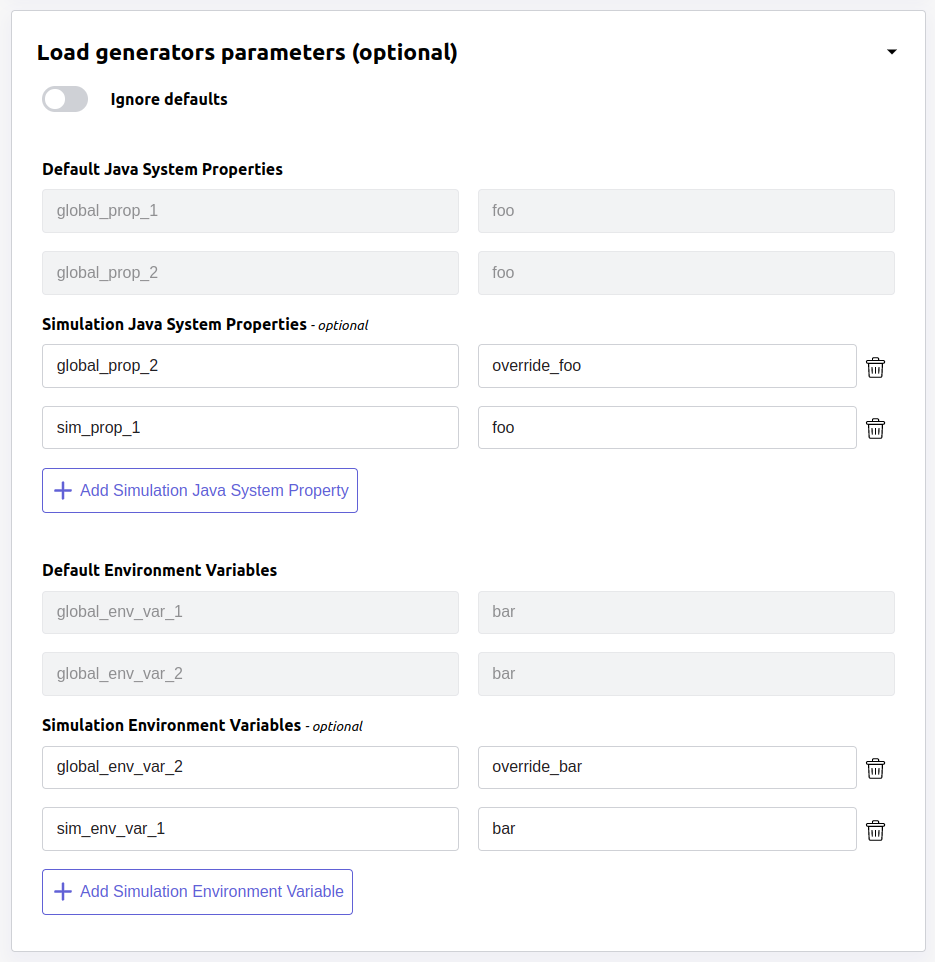 Load generators parameters (optional)
Ignore defaults
Default Java System Properties
global_prop_1 foo
global_prop_2 foo
Simulation Java System Properties - optional
global_prop_2 override_foo
sim_prop_1 foo
Add Simulation Java System Property
Default Environment Variables
global_env_var_1 bar
global_env_var_2 bar
Simulation Environment Variables - optional
global_env_var_2 override_bar
sim_env_var_1 bar
Add Simulation Environment Variable